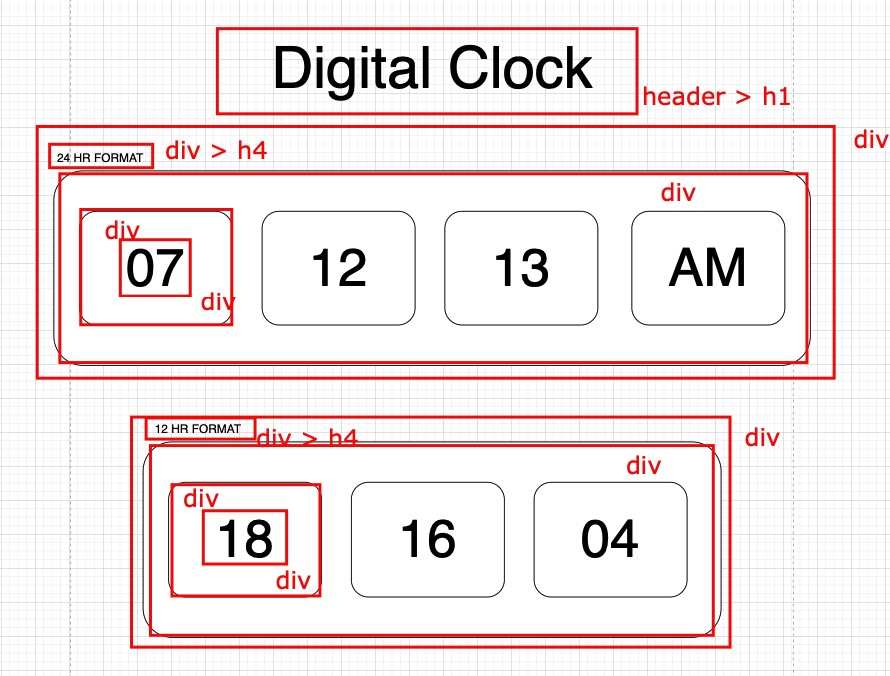 Digital Clock
header > h1
div
24 HR FORMAT
div > h4
div
div
07
div
12
13
AM
12 HR FORMAT
div > h4
div
div
div
18
div
16
04